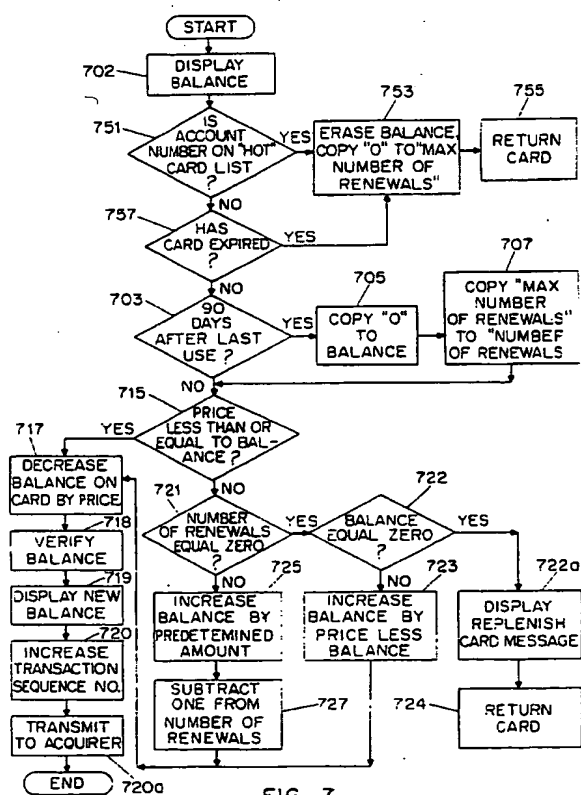 START
702
DISPLAY
BALANCE
751
IS
ACCOUNT
NUMBER ON "HOT"
CARD LIST
?
YES
NO
753
ERASE BALANCE,
COPY "0" TO "MAX
NUMBER OF
RENEWALS"
755
RETURN
CARD
757
HAS
CARD EXPIRED
?
YES
NO
703
90
DAYS
AFTER LAST
USE ?
YES
NO
705
COPY "0"
TO
BALANCE
707
COPY "MAX
NUMBER
OF RENEWALS"
TO "NUMBER
OF RENEWALS
715
PRICE
LESS THAN OR
EQUAL TO BAL-
ANCE ?
YES
NO
717
DECREASE
BALANCE ON
CARD BY PRICE
718
VERIFY
BALANCE
719
DISPLAY NEW
BALANCE
720
INCREASE
TRANSACTION
SEQUENCE NO.
TRANSMIT
TO ACQUIRER
720a
END
721
NUMBER
OF RENEWALS
EQUAL ZERO
?
YES
NO
722
BALANCE
EQUAL ZERO
?
YES
NO
725
INCREASE
BALANCE BY
PREDETEMINED
AMOUNT
723
INCREASE
BALANCE BY
PRICE LESS
BALANCE
722a
DISPLAY
REPLENISH
CARD MESSAGE
SUBTRACT
ONE FROM
NUMBER OF
RENEWALS
727
724
RETURN
CARD
FIG. 7